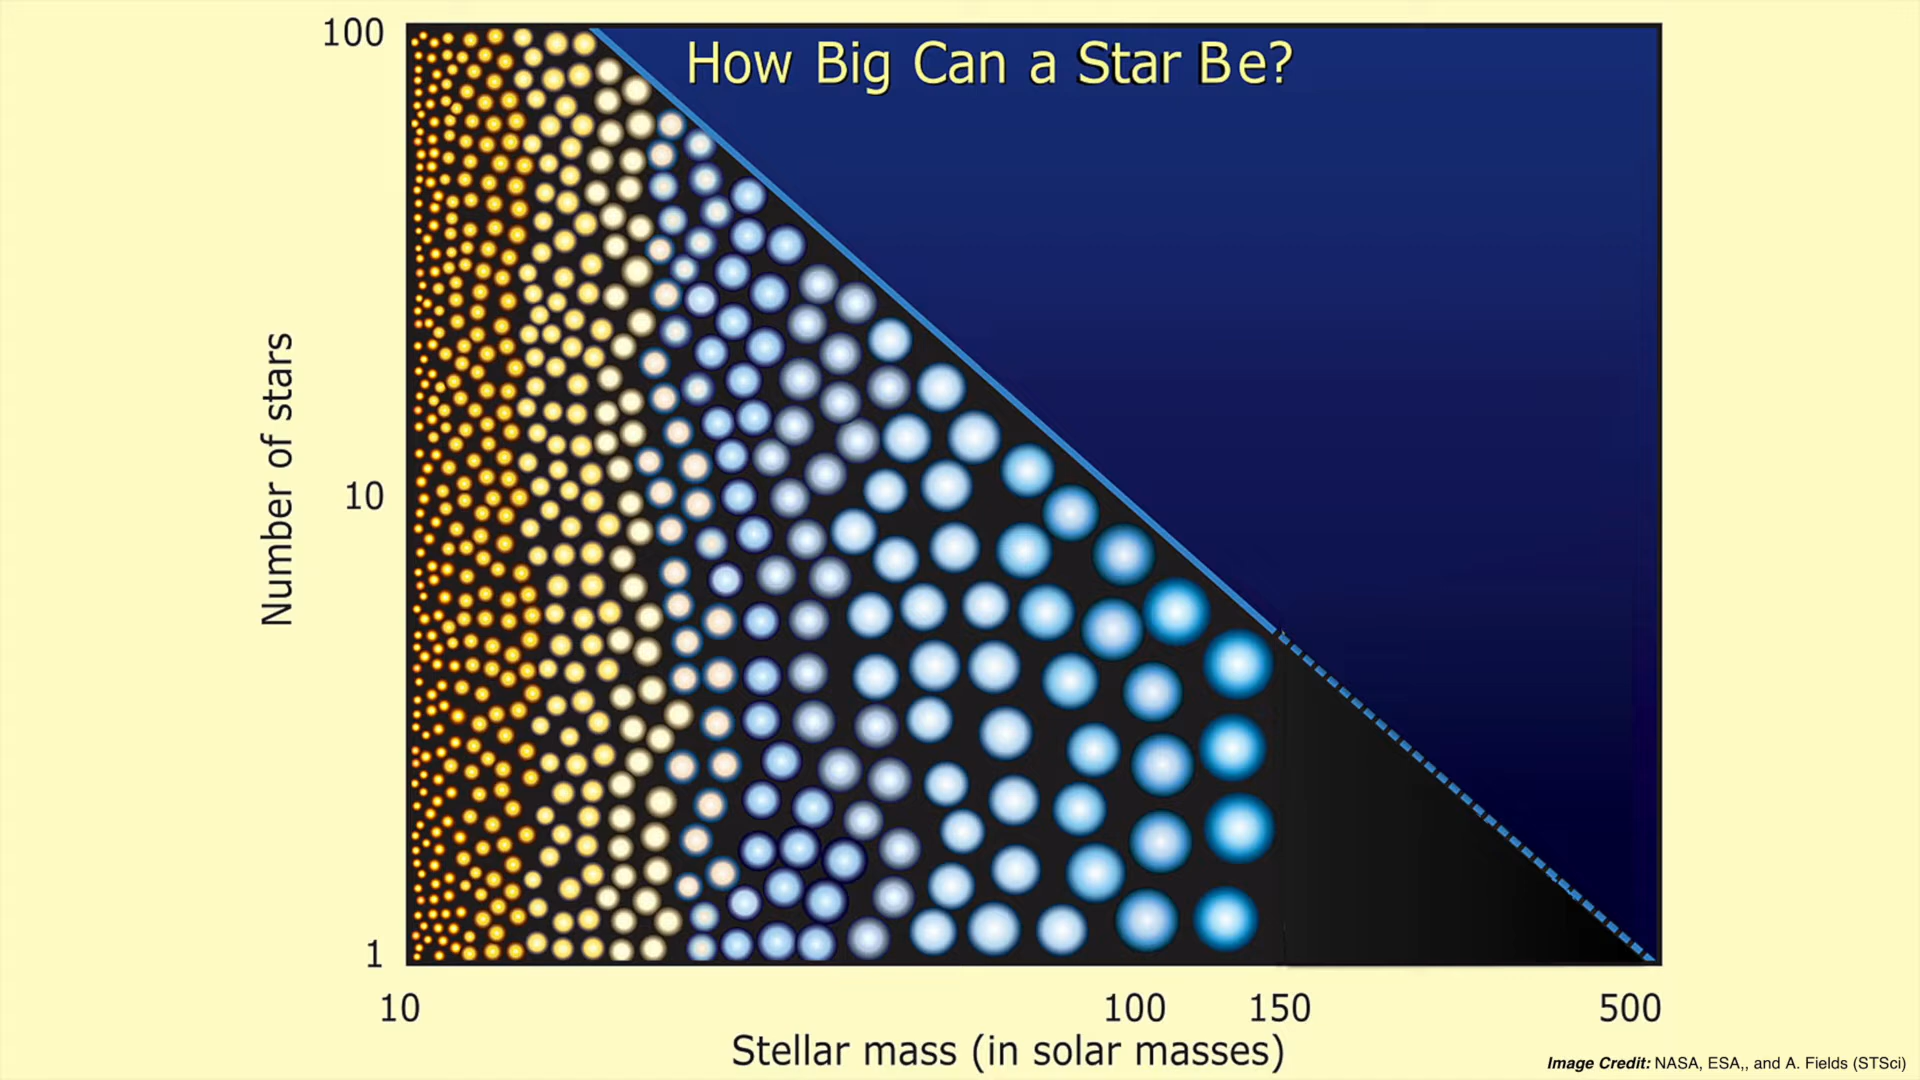 How Big Can a Star Be?
100
10
1
Number of stars
10
100
150
500
Stellar mass (in solar masses)
Image Credit: NASA, ESA,, and A. Fields (STSci)